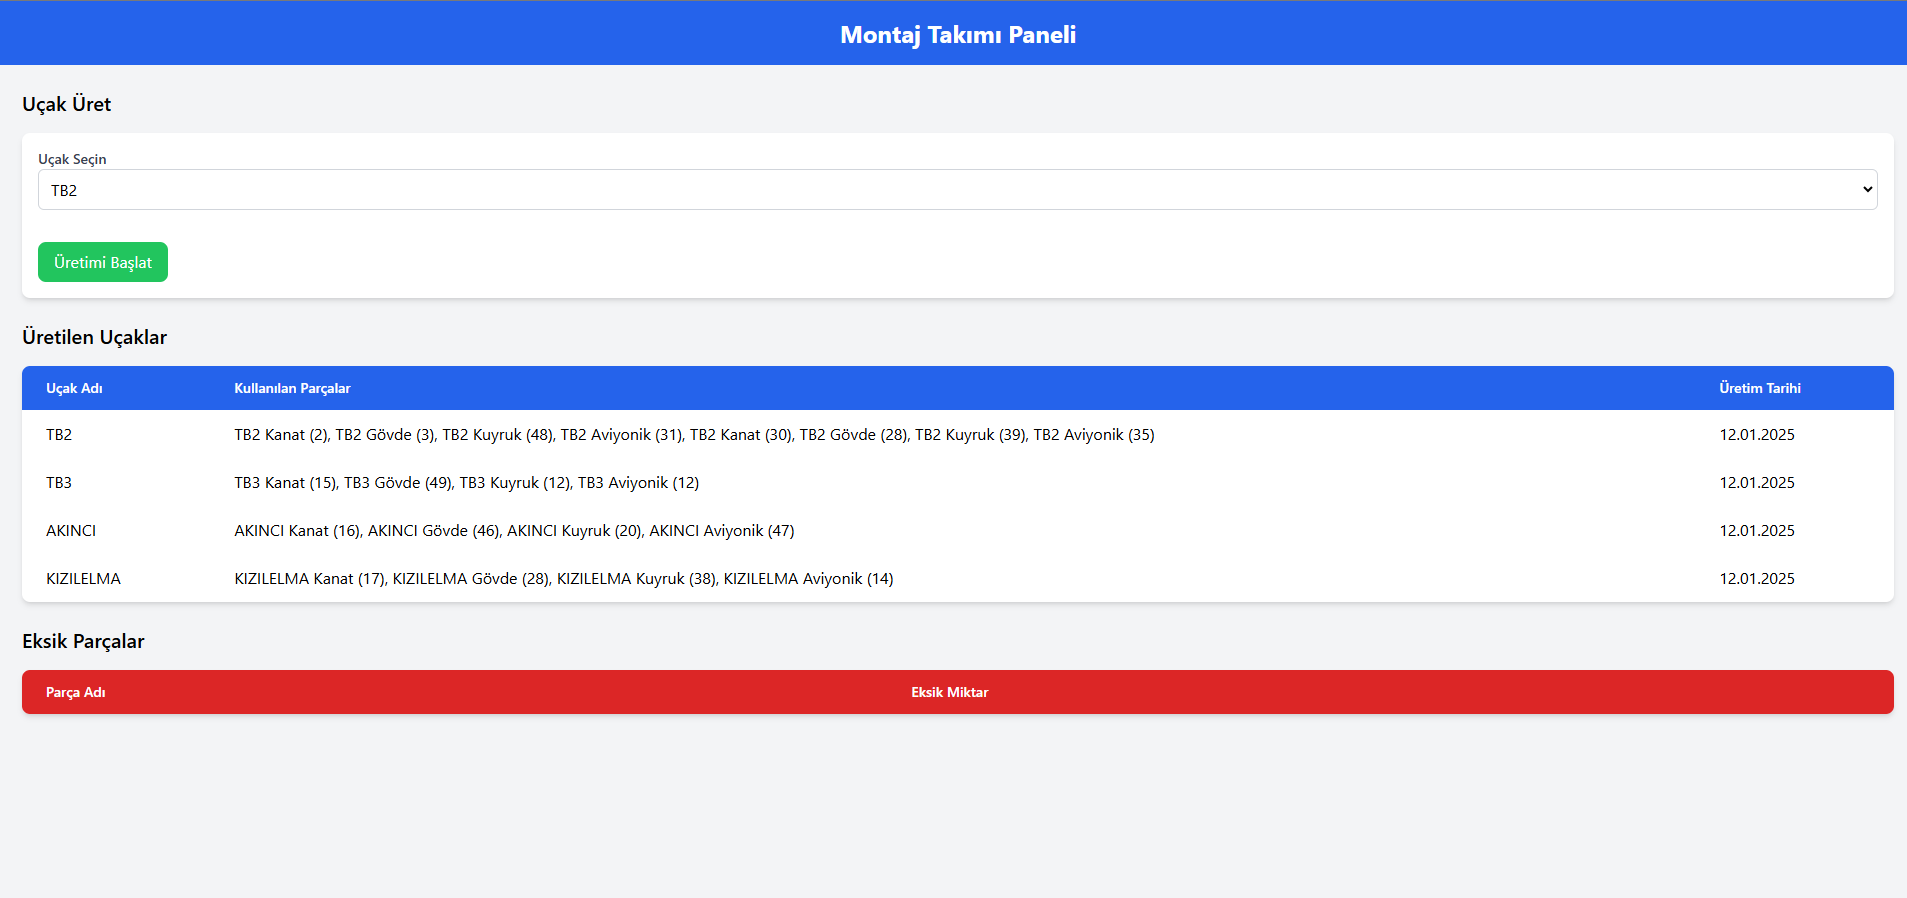 Montaj Takımı Paneli
Uçak Üret
Uçak Seçin
TB2
Üretimi Başlat
Üretilen Uçaklar
Uçak Adı Kullanılan Parçalar Üretim Tarihi
TB2 TB2 Kanat (2), TB2 Gövde (3), TB2 Kuyruk (48), TB2 Aviyonik (31), TB2 Kanat (30), TB2 Gövde (28), TB2 Kuyruk (39), TB2 Aviyonik (35) 12.01.2025
TB3 TB3 Kanat (15), TB3 Gövde (49), TB3 Kuyruk (12), TB3 Aviyonik (12) 12.01.2025
AKINCI AKINCI Kanat (16), AKINCI Gövde (46), AKINCI Kuyruk (20), AKINCI Aviyonik (47) 12.01.2025
KIZILELMA KIZILELMA Kanat (17), KIZILELMA Gövde (28), KIZILELMA Kuyruk (38), KIZILELMA Aviyonik (14) 12.01.2025
Eksik Parçalar
Parça Adı Eksik Miktar